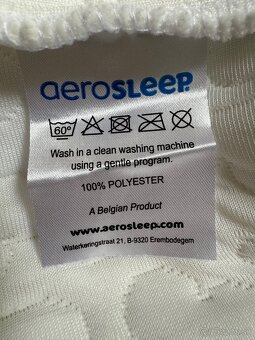 aerosleep
60°
Wash in a clean washing machine
using a gentle program.
100% POLYESTER
A Belgian Product
www.aerosleep.com
Waterkeringstraat 21, B-9320 Erembodegem